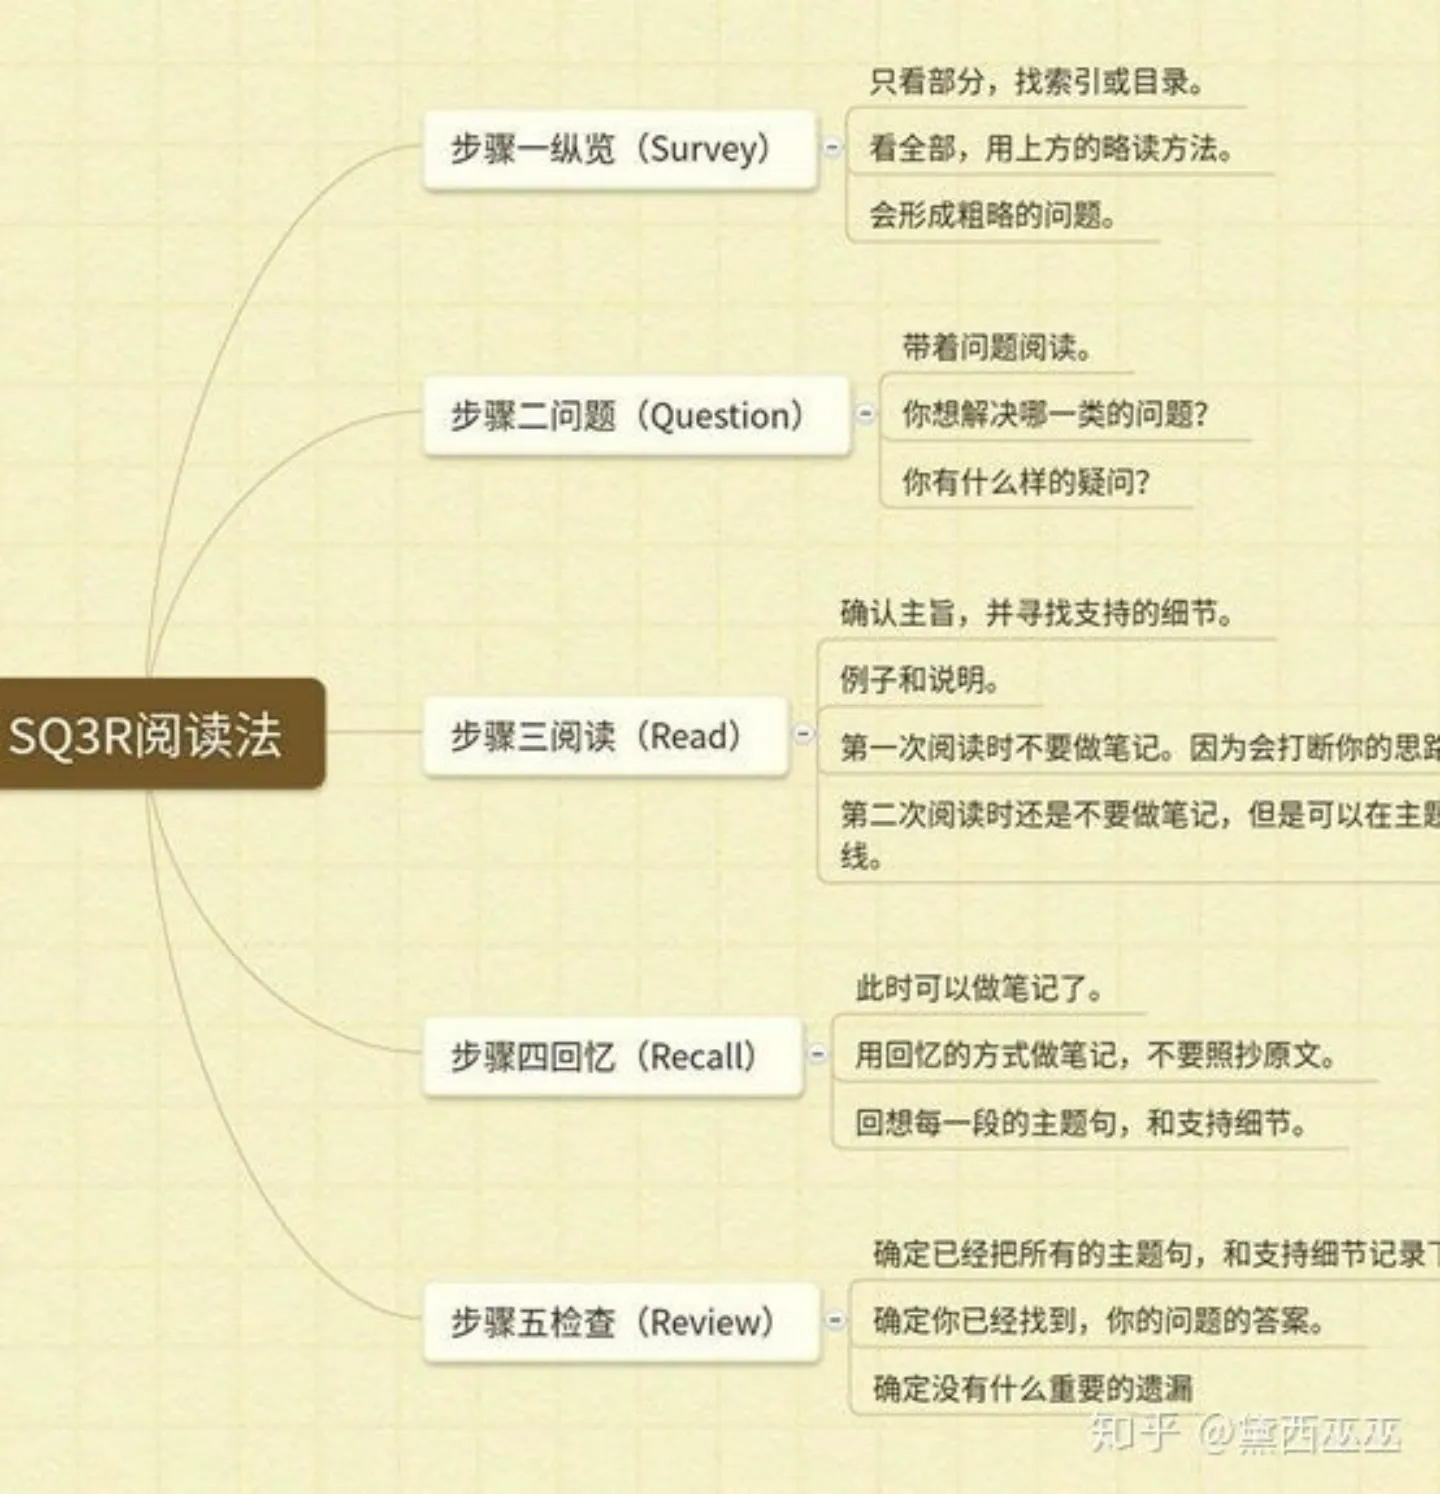 只看部分，找索引或目录。
步骤一纵览（Survey）
看全部，用上方的略读方法。
会形成粗略的问题。
带着问题阅读。
步骤二问题（Question）
你想解决哪一类的问题？
你有什么样的疑问？
确认主旨，并寻找支持的细节。
例子和说明。
SQ3R阅读法
步骤三阅读（Read）
第一次阅读时不要做笔记。因为会打断你的思路
第二次阅读时还是不要做笔记，但是可以在主题
线。
此时可以做笔记了。
步骤四回忆（Recall）
用回忆的方式做笔记，不要照抄原文。
回想每一段的主题句，和支持细节。
确定已经把所有的主题句，和支持细节记录下
步骤五检查（Review）
确定你已经找到，你的问题的答案。
确定没有什么重要的遗漏
知乎 @黛西巫巫